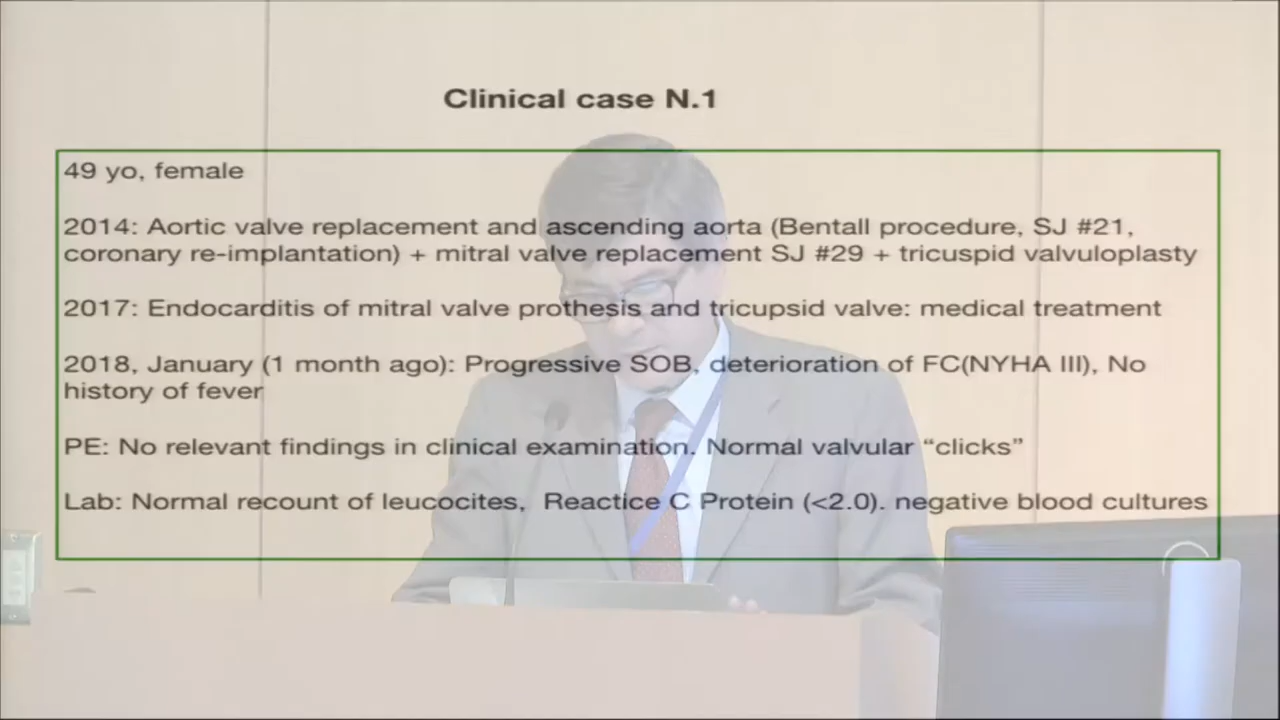 Clinical case N.1
49 yo, female
2014: Aortic valve replacement and ascending aorta (Bentall procedure, SJ #21,
coronary re-implantation) + mitral valve replacement SJ #29 + tricuspid valvuloplasty
2017: Endocarditis of mitral valve prothesis and tricupsid valve: medical treatment
2018, January (1 month ago): Progressive SOB, deterioration of FC(NYHA III), No
history of fever
PE: No relevant findings in clinical examination. Normal valvular “clicks”
Lab: Normal recount of leucocites, Reactice C Protein (<2.0). negative blood cultures